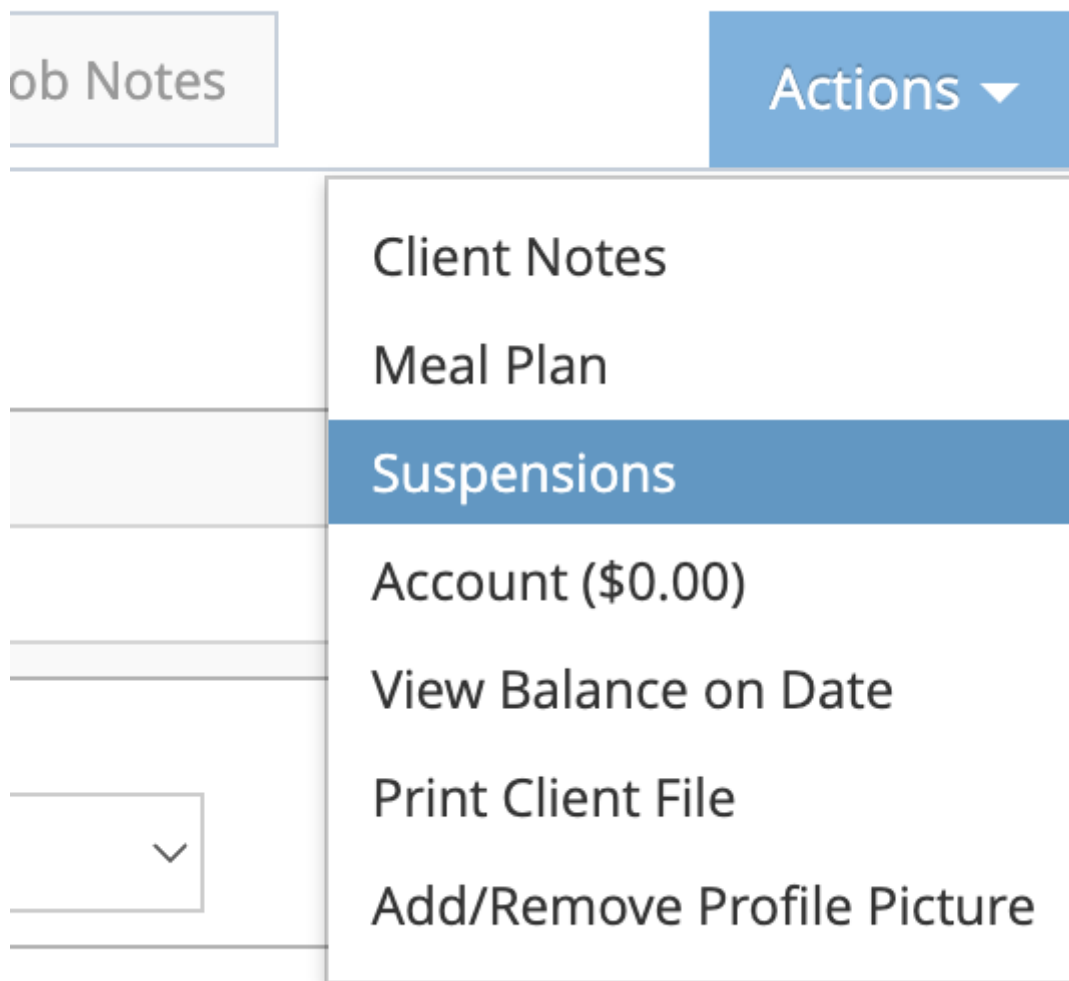 ob Notes
Actions
Client Notes
Meal Plan
Suspensions
Account ($0.00)
View Balance on Date
Print Client File
Add/Remove Profile Picture